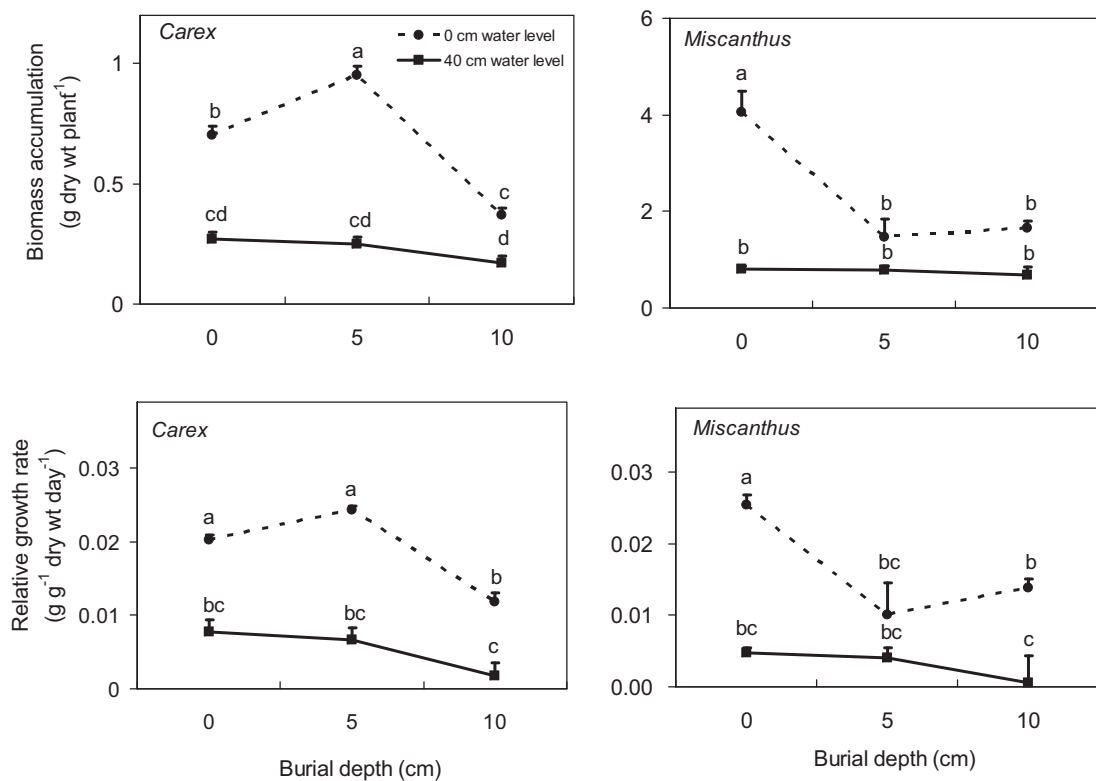 Carex
0 cm water level
40 cm water level
Biomass accumulation
(g dry wt plant-1)
1
0.5
0
b
a
c
cd
cd
d
0 5 10
Miscanthus
6
4
2
0
a
b
b
b
b
b
0 5 10
Carex
Relative growth rate
(g g-1 dry wt day-1)
0.03
0.02
0.01
0
a
a
b
bc
bc
c
0 5 10
Burial depth (cm)
Miscanthus
0.03
0.02
0.01
0.00
a
bc
b
bc
bc
c
0 5 10
Burial depth (cm)